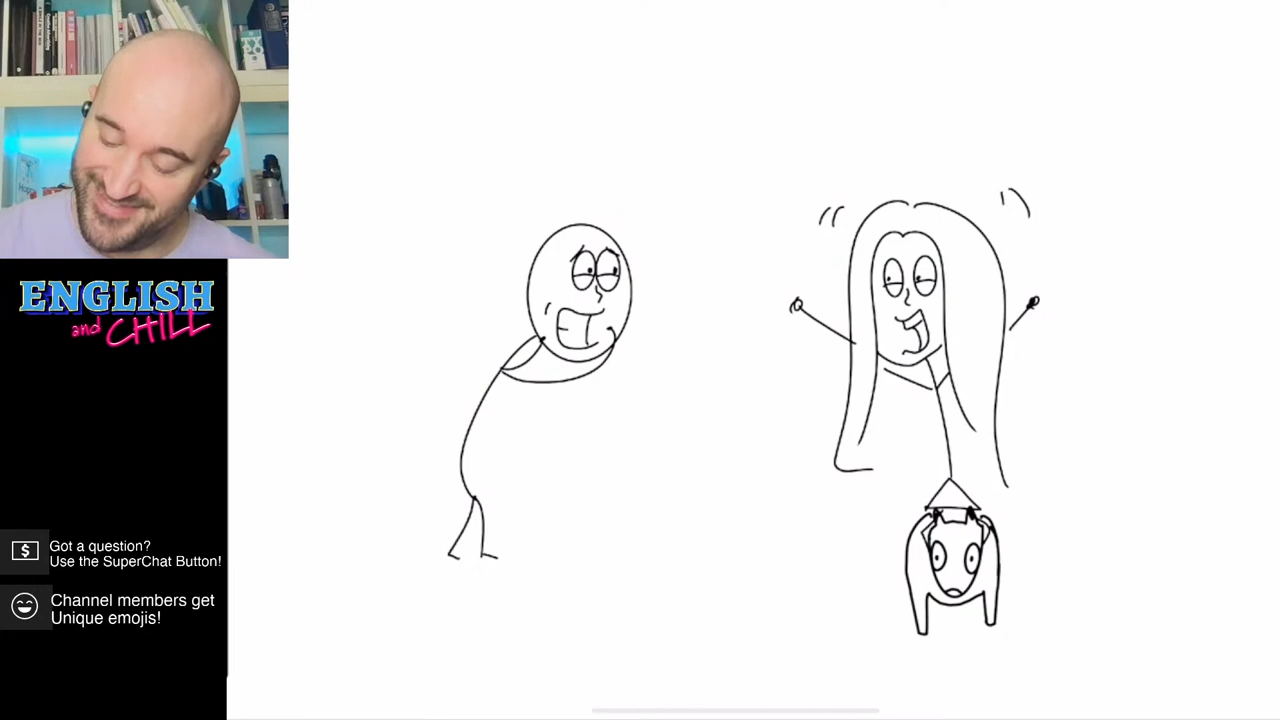 ENGLISH
and CHILL
Got a question?
Use the SuperChat Button!
Channel members get
Unique emojis!